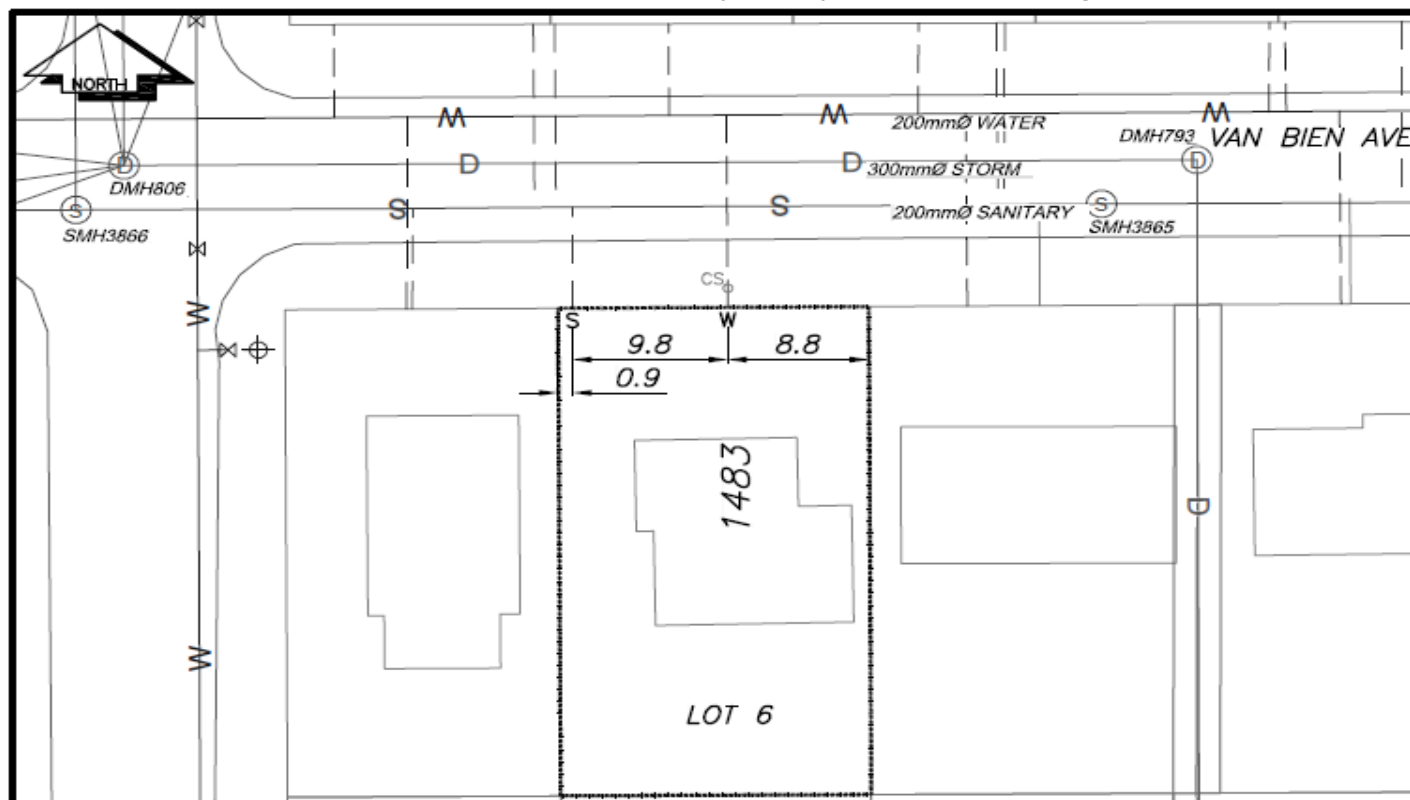 NORTH
W
W
W
200mmØ WATER
DMH793
VAN BIEN AVE
D
D
D
300mmØ STORM
D
DMH806
S
S
S
200mmØ SANITARY
S
SMH3866
SMH3865
CS
W
S
W
9.8
8.8
0.9
1483
D
W
LOT 6